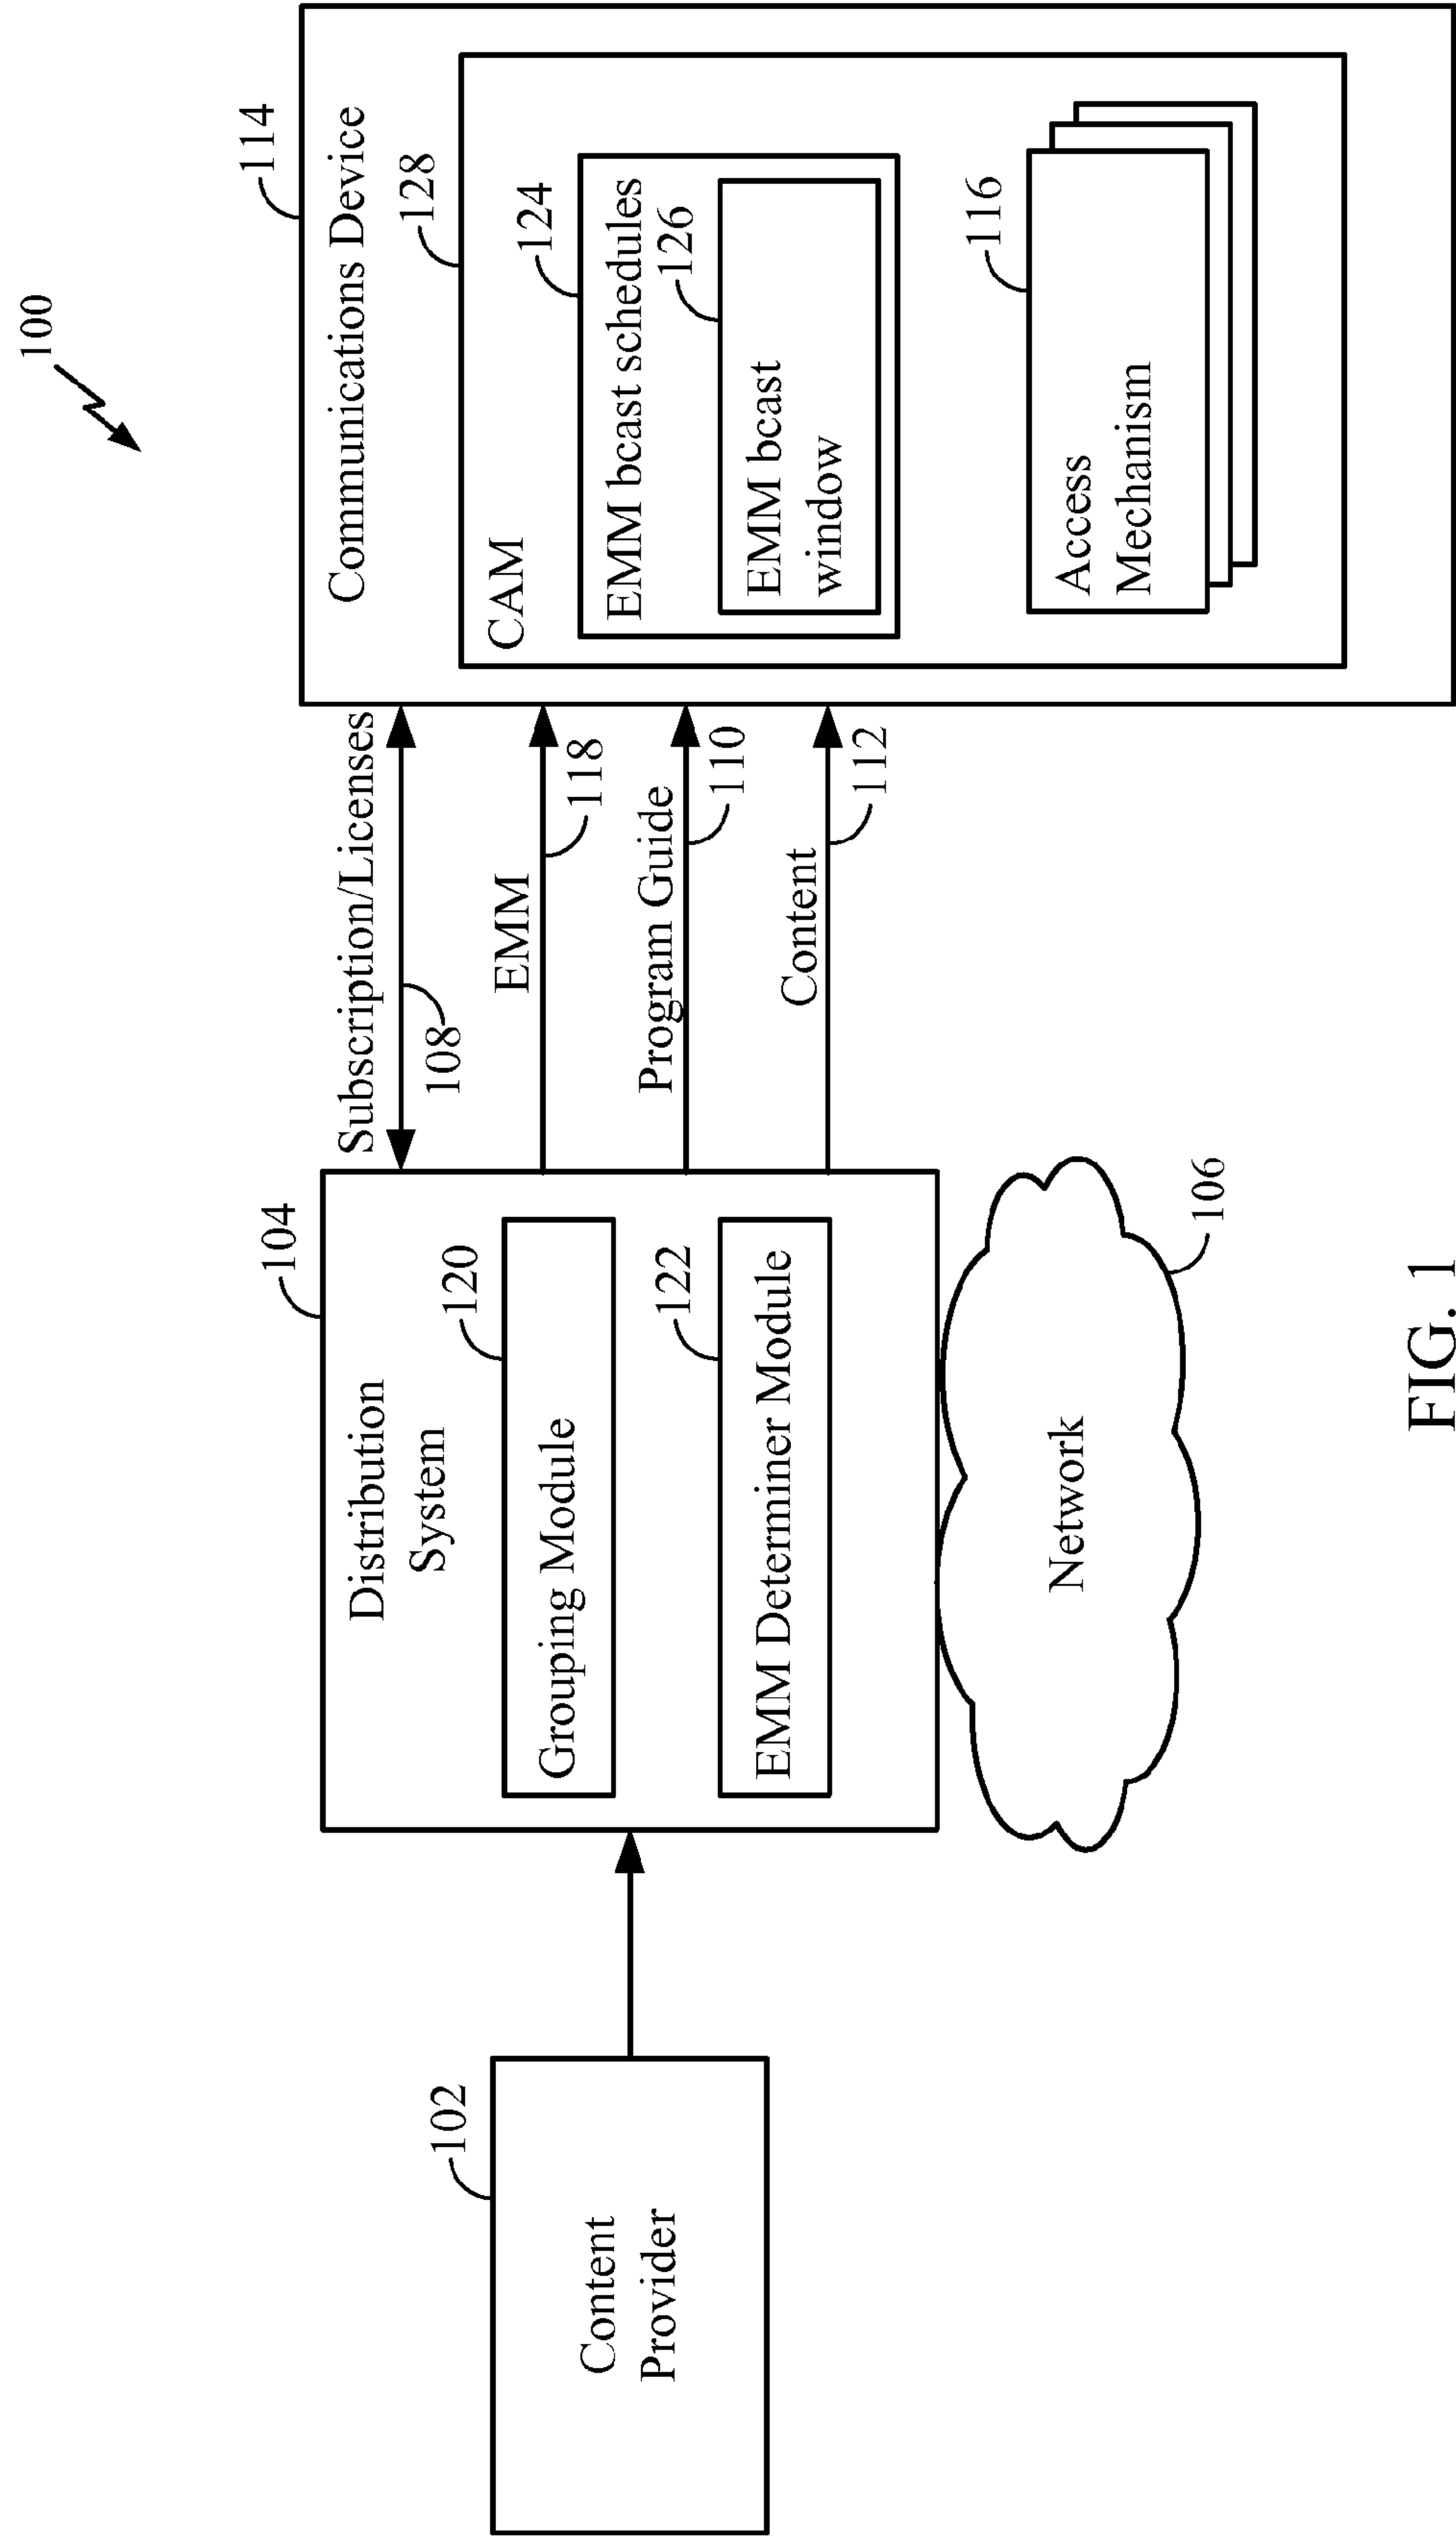 100
102
Content
Provider
104
Distribution
System
120
Grouping Module
122
EMM Determiner Module
Network
106
Subscription/Licenses
108
EMM
118
Program Guide
110
Content
112
114
Communications Device
128
CAM
124
EMM bcast schedules
126
EMM bcast
window
116
Access
Mechanism
FIG. 1